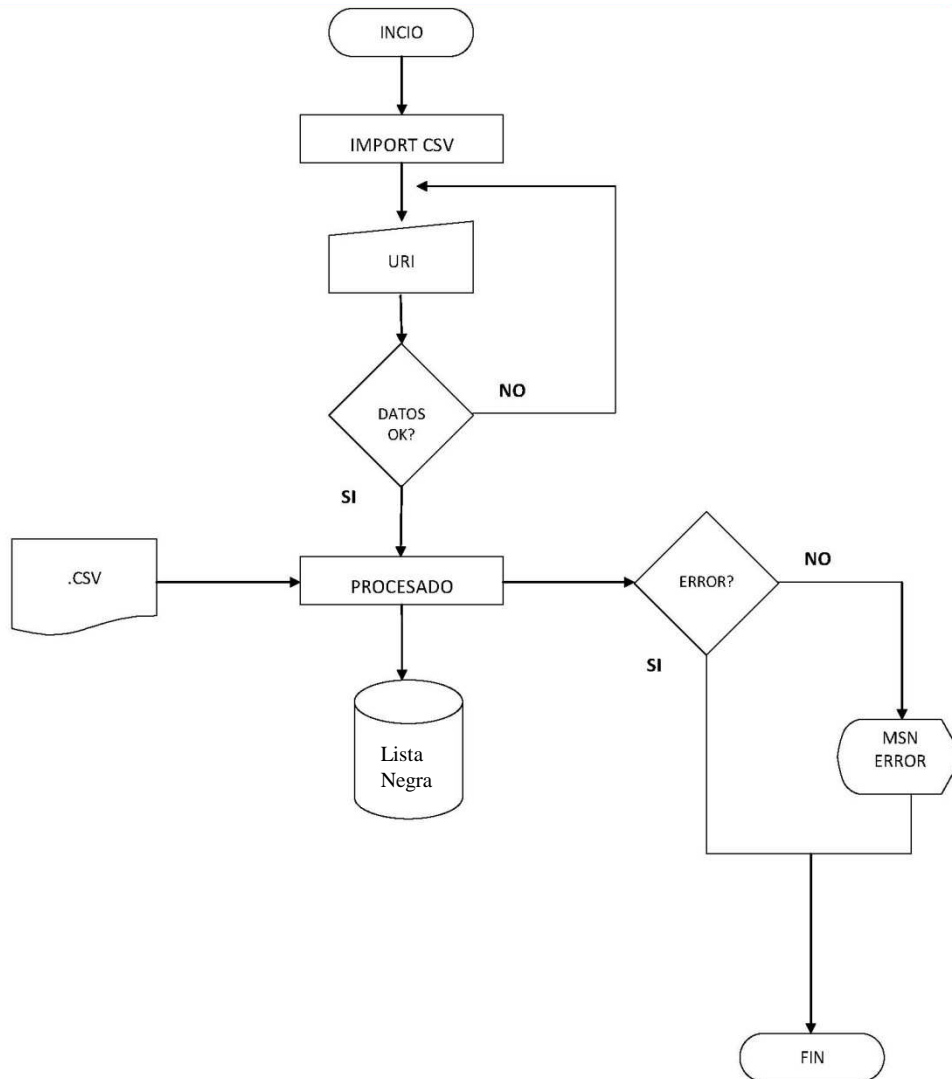 INCIO
IMPORT CSV
URI
DATOS
OK?
NO
SI
.CSV
PROCESADO
ERROR?
NO
SI
Lista
Negra
MSN
ERROR
FIN